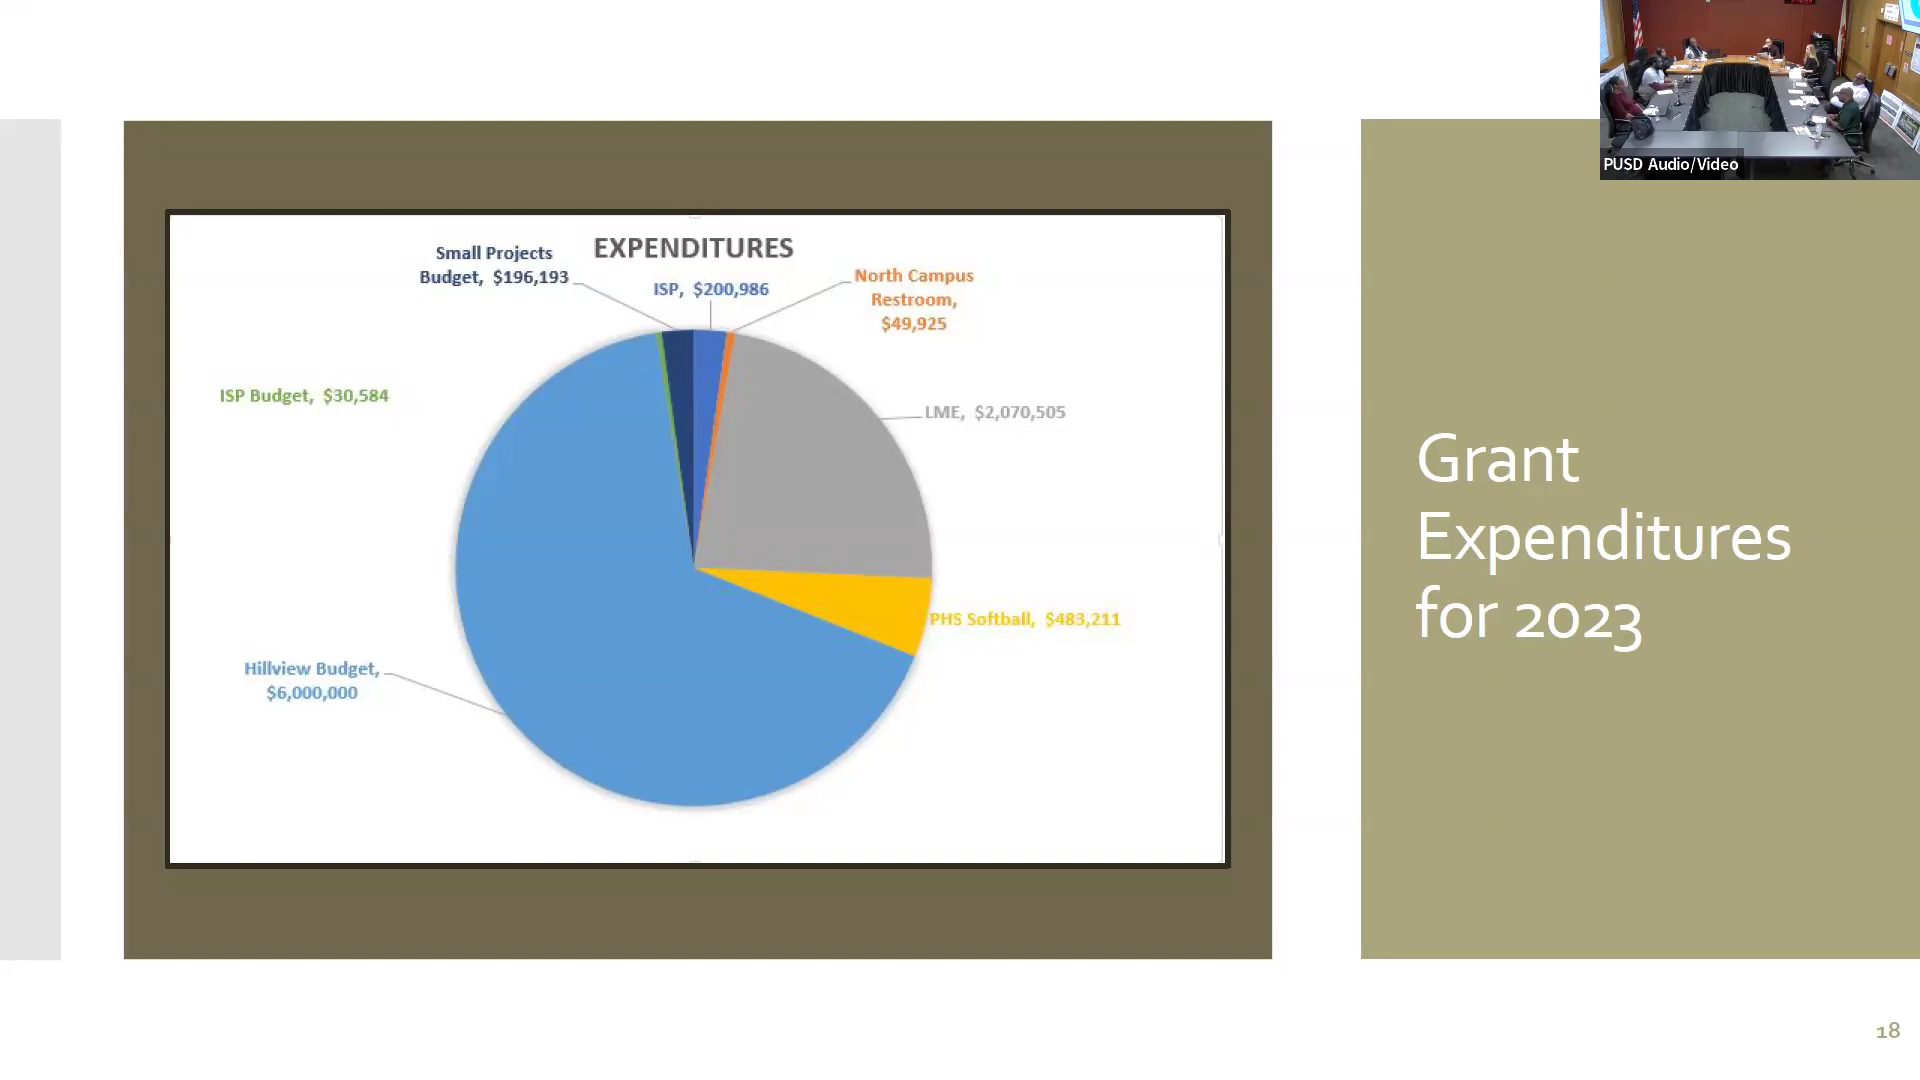 PUSD Audio/Video
EXPENDITURES
Small Projects
Budget, $196,193
ISP, $200,986
North Campus
Restroom,
$49,925
ISP Budget, $30,584
LME, $2,070,505
PHS Softball, $483,211
Hillview Budget,
$6,000,000
Grant
Expenditures
for 2023
18